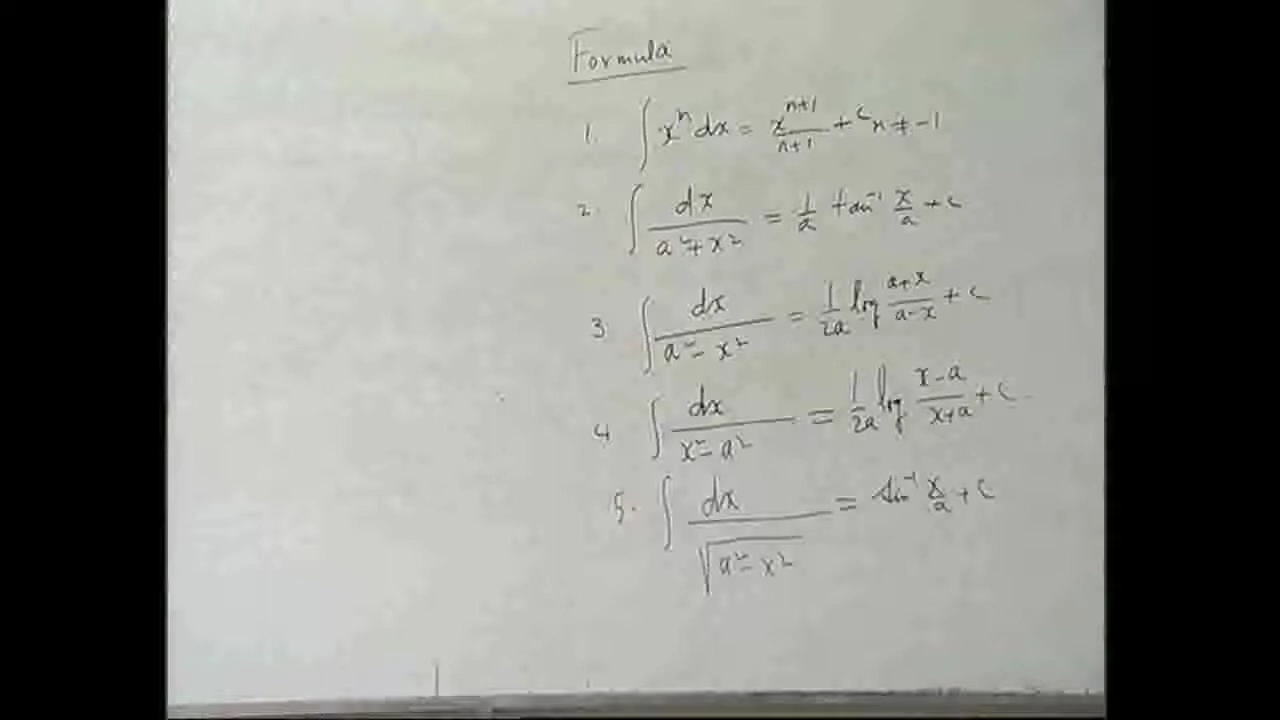 Formula
1. ∫ xⁿ dx = x^(n+1)/(n+1) + c n ≠ -1
2. ∫ dx/(a²+x²) = 1/a tan⁻¹ x/a + c
3 ∫ dx/(a²-x²) = 1/2a log (a+x)/(a-x) + c
4 ∫ dx/(x²-a²) = 1/2a log (x-a)/(x+a) + c
5. ∫ dx/√(a²-x²) = sin⁻¹ x/a + c